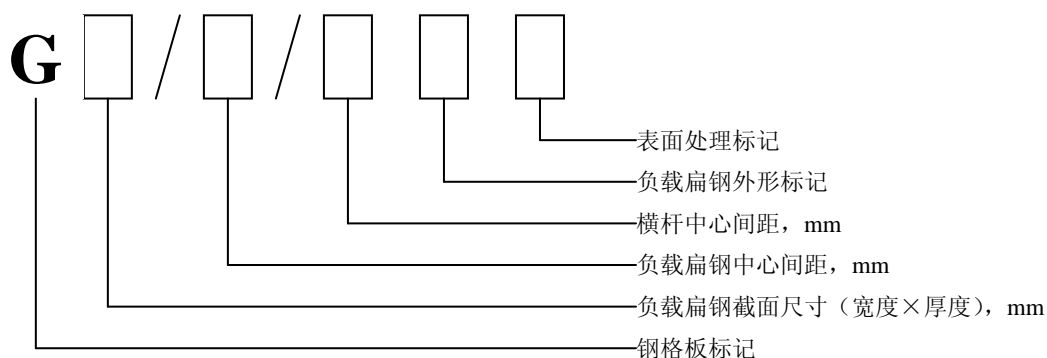 G / /
表面处理标记
负载扁钢外形标记
横杆中心间距，mm
负载扁钢中心间距，mm
负载扁钢截面尺寸（宽度×厚度），mm
钢格板标记